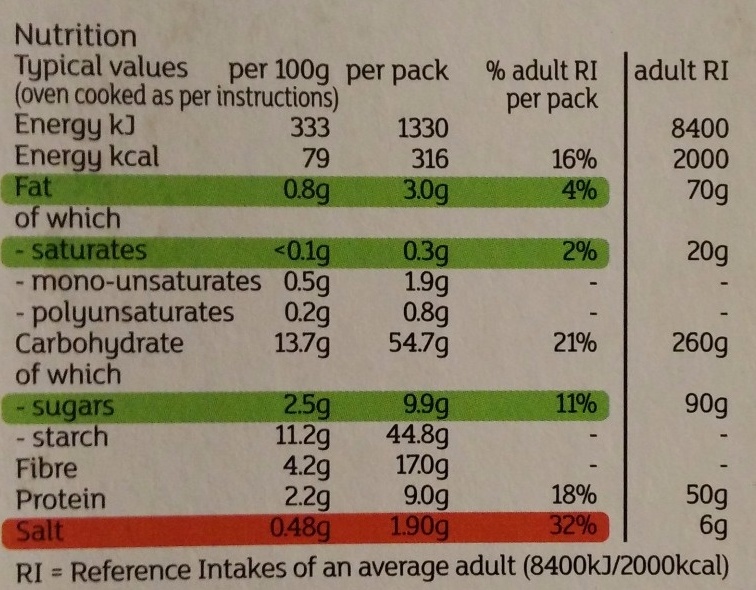 Nutrition
Typical values per 100g per pack % adult RI adult RI
(oven cooked as per instructions) per pack
Energy kJ 333 1330 8400
Energy kcal 79 316 16% 2000
Fat 0.8g 3.0g 4% 70g
of which
- saturates <0.1g 0.3g 2% 20g
- mono-unsaturates 0.5g 1.9g - -
- polyunsaturates 0.2g 0.8g - -
Carbohydrate 13.7g 54.7g 21% 260g
of which
- sugars 2.5g 9.9g 11% 90g
- starch 11.2g 44.8g - -
Fibre 4.2g 17.0g - -
Protein 2.2g 9.0g 18% 50g
Salt 0.48g 1.90g 32% 6g
RI = Reference Intakes of an average adult (8400kJ/2000kcal)